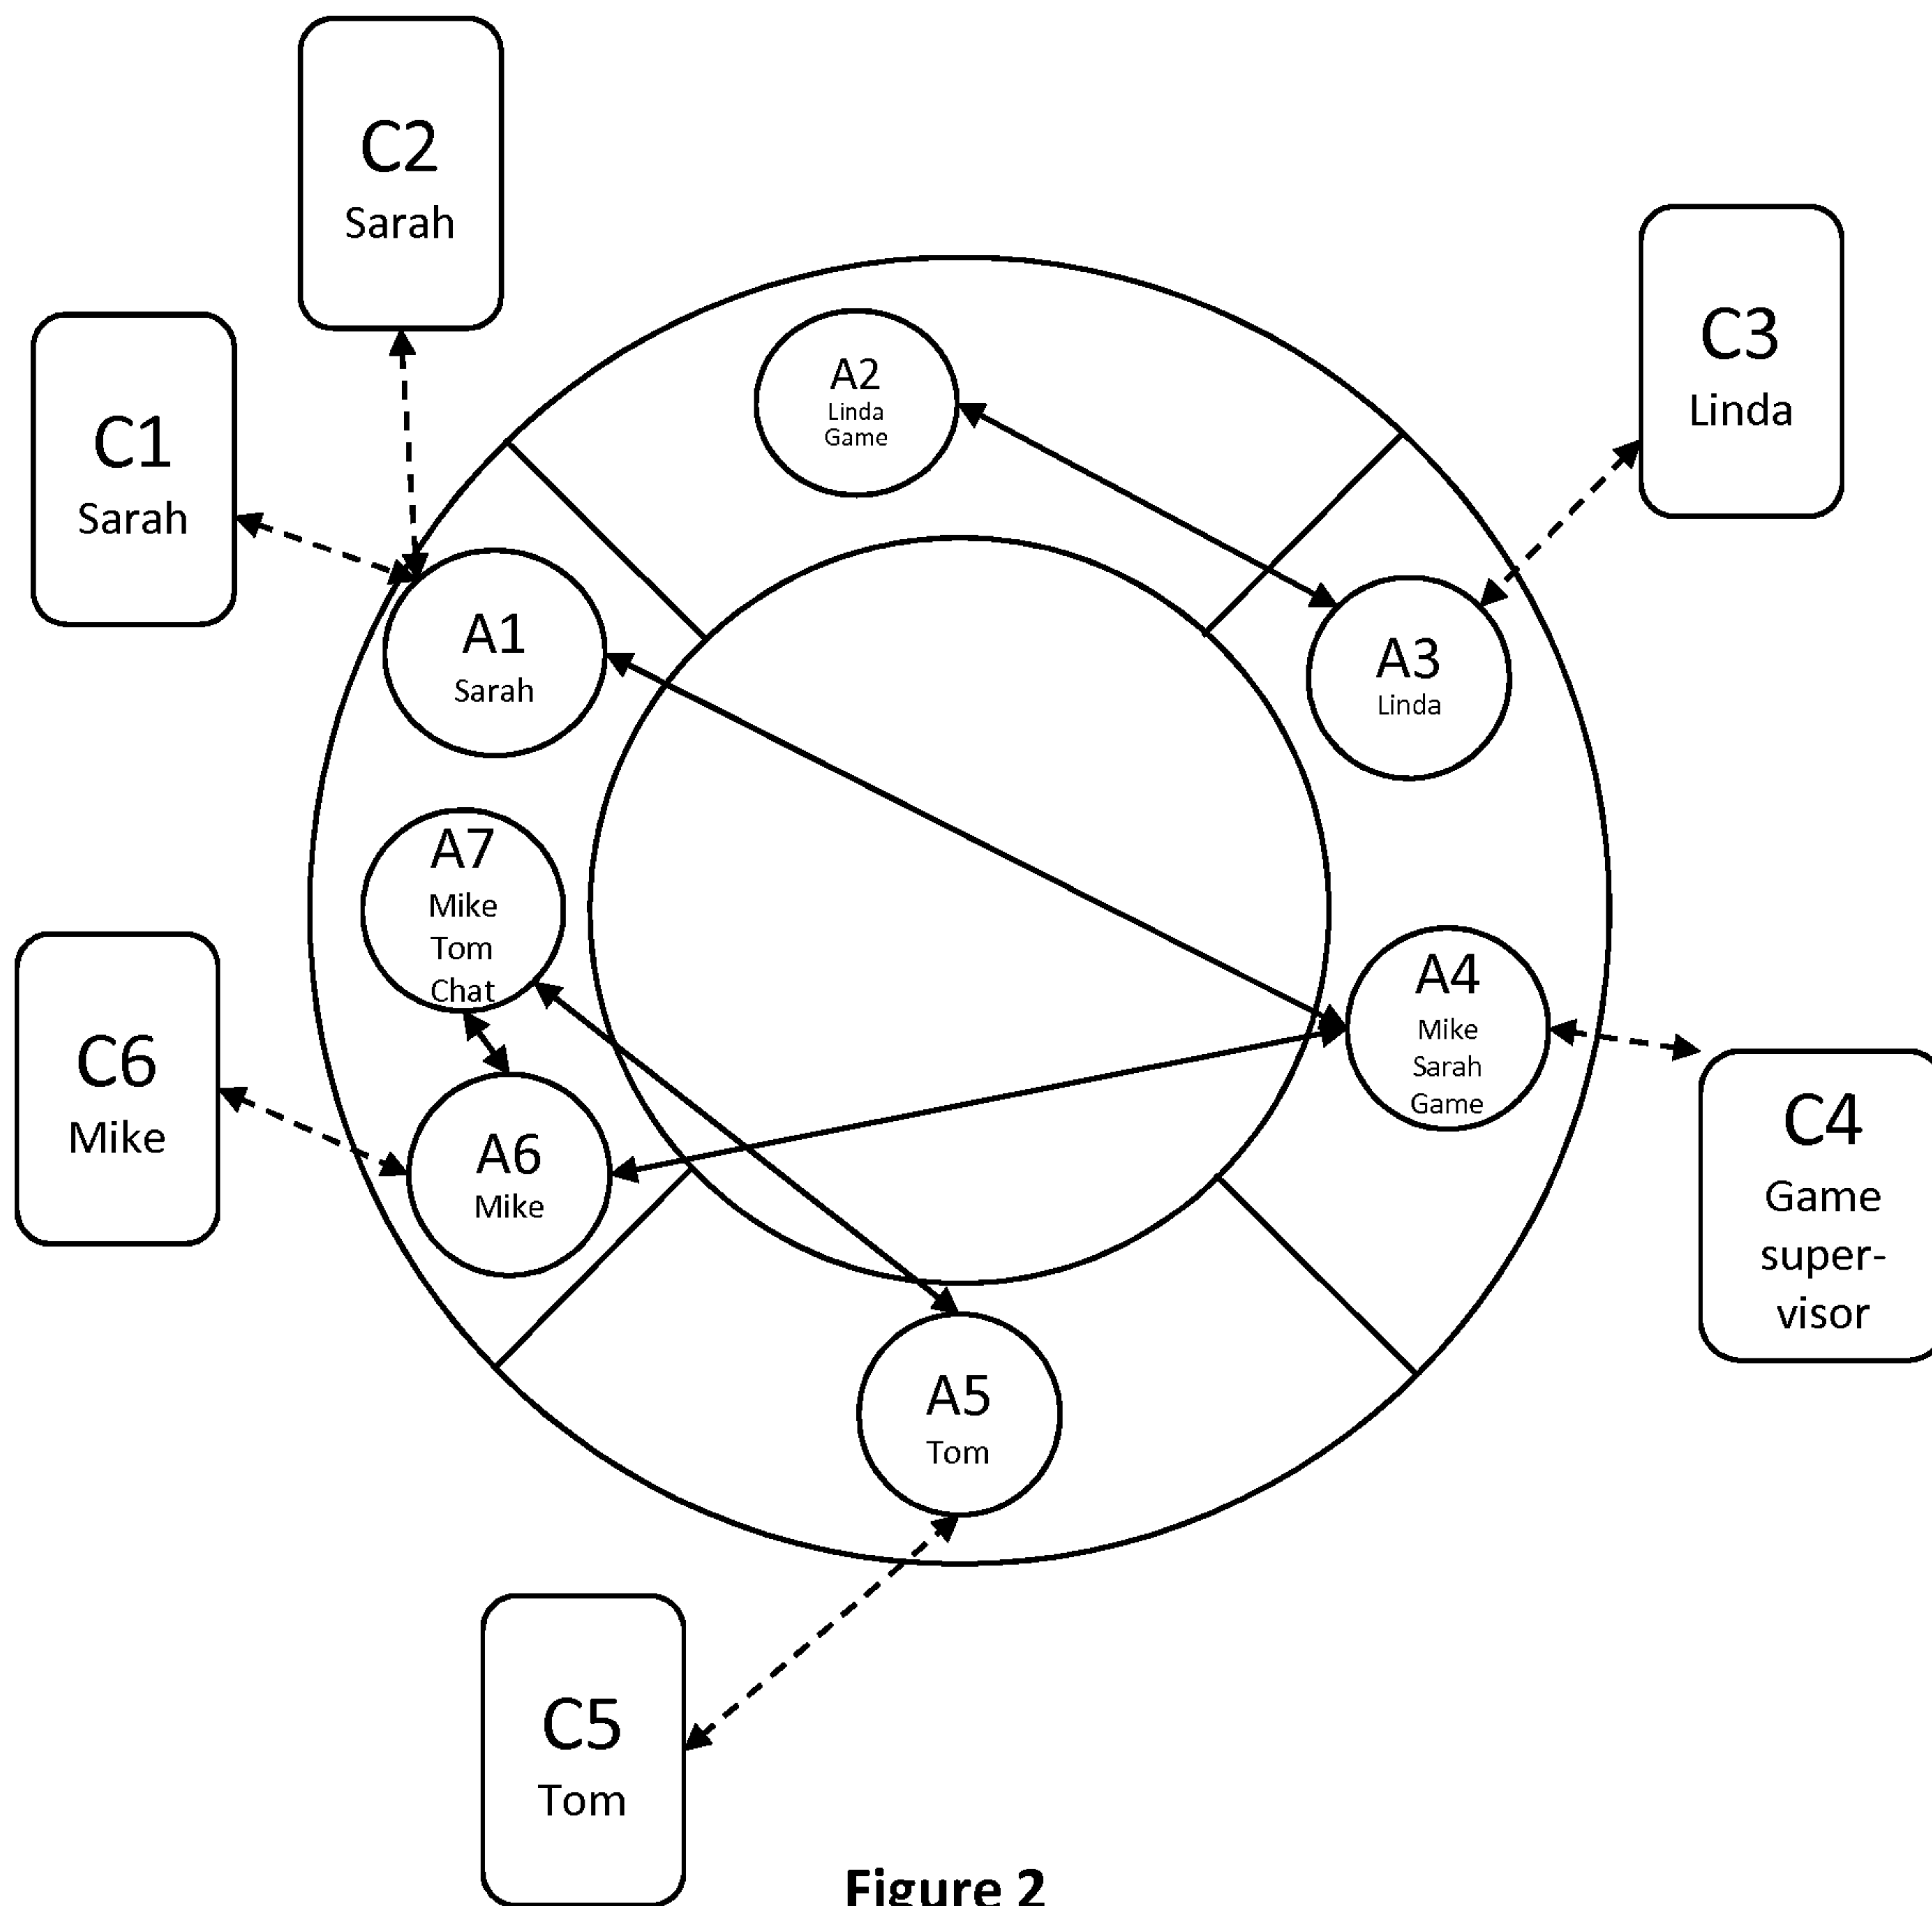 C2
Sarah
C1
Sarah
C3
Linda
A2
Linda
Game
A1
Sarah
A3
Linda
A7
Mike
Tom
Chat
A4
Mike
Sarah
Game
C6
Mike
A6
Mike
C4
Game
super-
visor
A5
Tom
C5
Tom
Figure 2